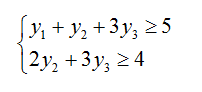 y₁ + y₂ + 3y₃ ≥ 5
2y₂ + 3y₃ ≥ 4